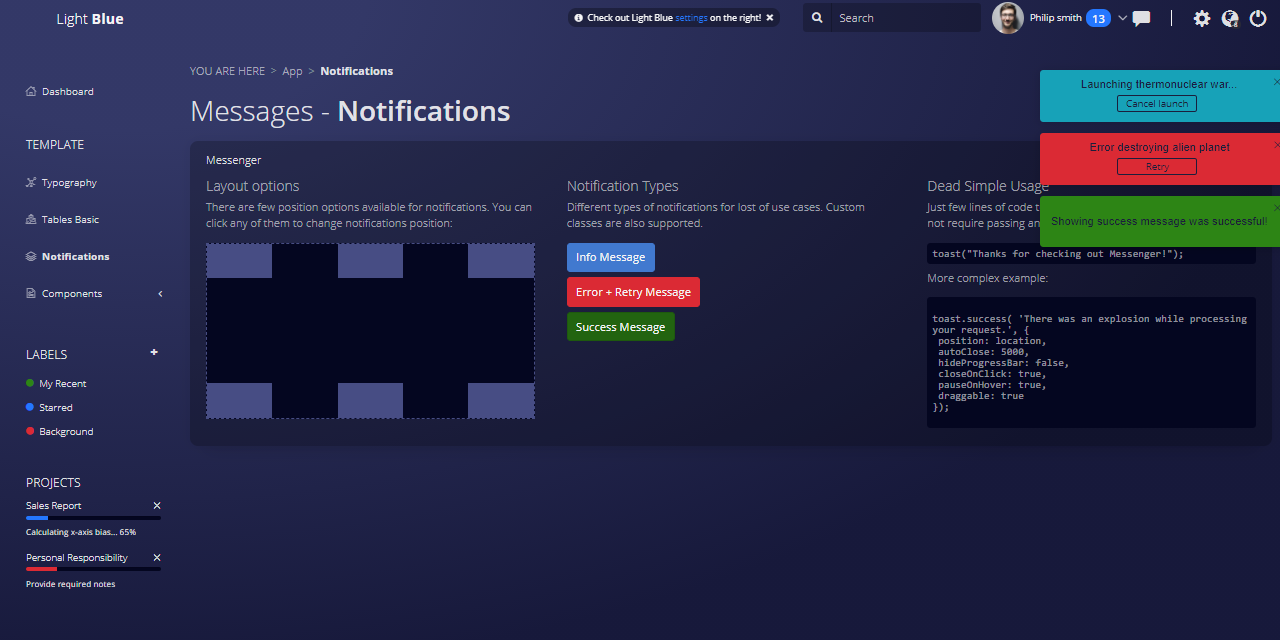 Light Blue
Check out Light Blue settings on the right! ×
Search
Philip smith 13
YOU ARE HERE > App > Notifications
Messages - Notifications
Dashboard
TEMPLATE
Typography
Tables Basic
Notifications
Components
LABELS +
My Recent
Starred
Background
PROJECTS
Sales Report ×
Calculating x-axis bias... 65%
Personal Responsibility ×
Provide required notes
Messenger
Layout options
There are few position options available for notifications. You can
click any of them to change notifications position:
Notification Types
Different types of notifications for lost of use cases. Custom
classes are also supported.
Info Message
Error + Retry Message
Success Message
Dead Simple Usage
Just few lines of code
not require passing
toast("Thanks for checking out Messenger!");
More complex example:
toast.success( 'There was an explosion while processing
your request.', {
position: location,
autoClose: 5000,
hideProgressBar: false,
closeOnClick: true,
pauseOnHover: true,
draggable: true
});
Launching thermonuclear war...
Cancel launch
Error destroying alien planet
Retry
Showing success message was successful!